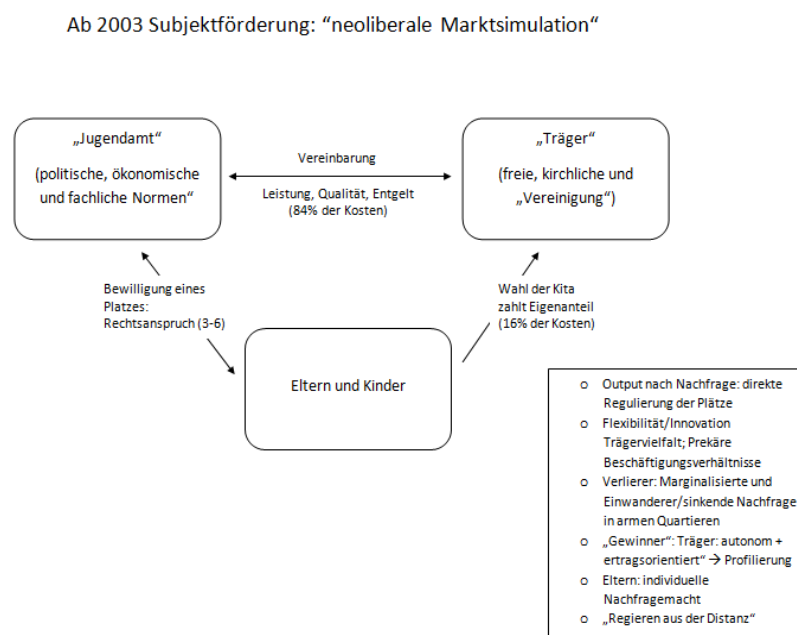 Ab 2003 Subjektförderung: “neoliberale Marktsimulation“
„Jugendamt“
(politische, ökonomische
und fachliche Normen“
Vereinbarung
Leistung, Qualität, Entgelt
(84% der Kosten)
„Träger“
(freie, kirchliche und
„Vereinigung“)
Bewilligung eines
Platzes:
Rechtsanspruch (3-6)
Wahl der Kita
zahlt Eigenanteil
(16% der Kosten)
Eltern und Kinder
o Output nach Nachfrage: direkte
Regulierung der Plätze
o Flexibilität/Innovation
Trägervielfalt; Prekäre
Beschäftigungsverhältnisse
o Verlierer: Marginalisierte und
Einwanderer/sinkende Nachfrage
in armen Quartieren
o „Gewinner“: Träger: autonom +
ertragsorientiert“ → Profilierung
o Eltern: individuelle
Nachfragemacht
o „Regieren aus der Distanz“